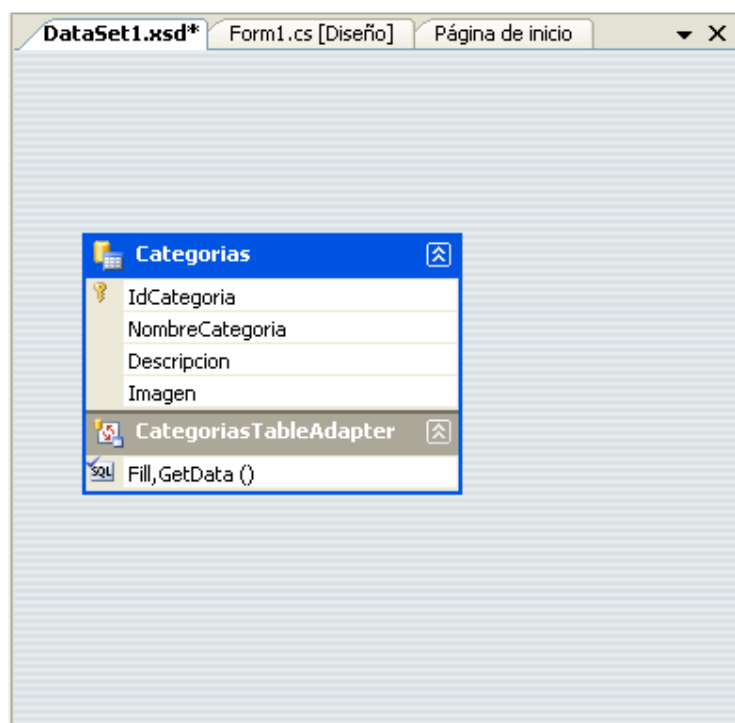 DataSet1.xsd* Form1.cs [Diseño] Página de inicio
Categorias
IdCategoria
NombreCategoria
Descripcion
Imagen
CategoriasTableAdapter
SQL Fill,GetData ()